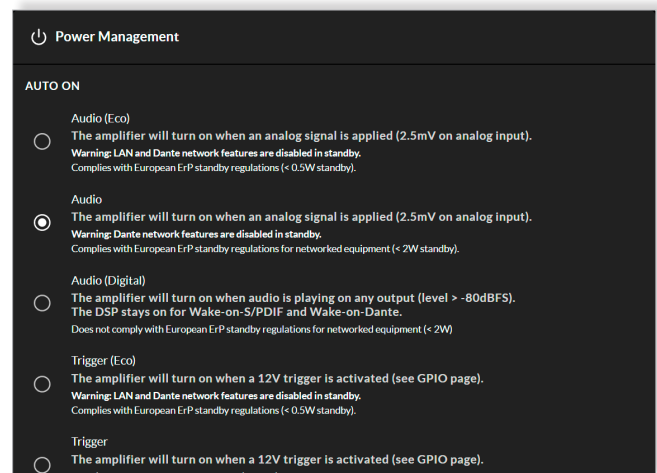 Power Management
AUTO ON
Audio (Eco)
The amplifier will turn on when an analog signal is applied (2.5mV on analog input).
Warning: LAN and Dante network features are disabled in standby.
Complies with European ErP standby regulations (< 0.5W standby).
Audio
The amplifier will turn on when an analog signal is applied (2.5mV on analog input).
Warning: Dante network features are disabled in standby.
Complies with European ErP standby regulations for networked equipment (< 2W standby).
Audio (Digital)
The amplifier will turn on when audio is playing on any output (level > -80dBFS).
The DSP stays on for Wake-on-S/PDIF and Wake-on-Dante.
Does not comply with European ErP standby regulations for networked equipment (< 2W)
Trigger (Eco)
The amplifier will turn on when a 12V trigger is activated (see GPIO page).
Warning: LAN and Dante network features are disabled in standby.
Complies with European ErP standby regulations (< 0.5W standby).
Trigger
The amplifier will turn on when a 12V trigger is activated (see GPIO page).